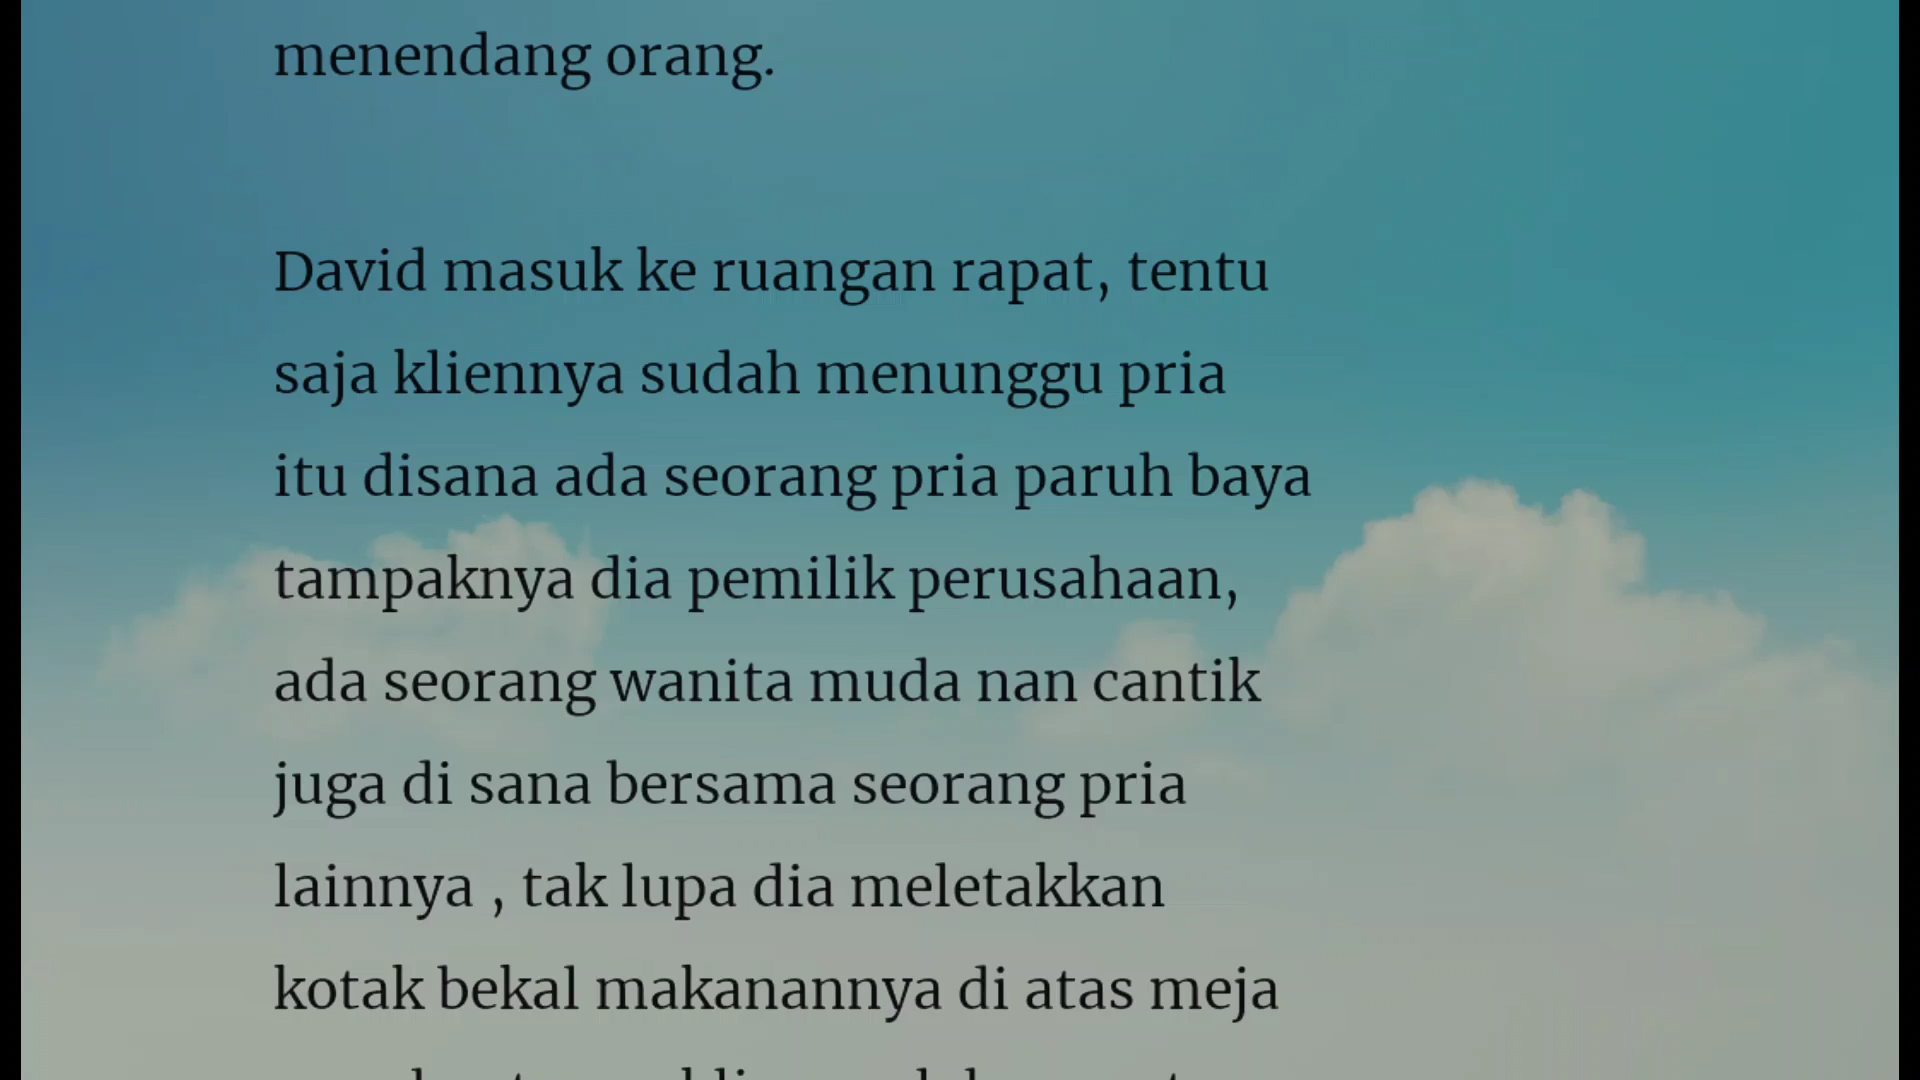 menendang orang.
David masuk ke ruangan rapat, tentu
saja kliennya sudah menunggu pria
itu disana ada seorang pria paruh baya
tampaknya dia pemilik perusahaan,
ada seorang wanita muda nan cantik
juga di sana bersama seorang pria
lainnya , tak lupa dia meletakkan
kotak bekal makanannya di atas meja